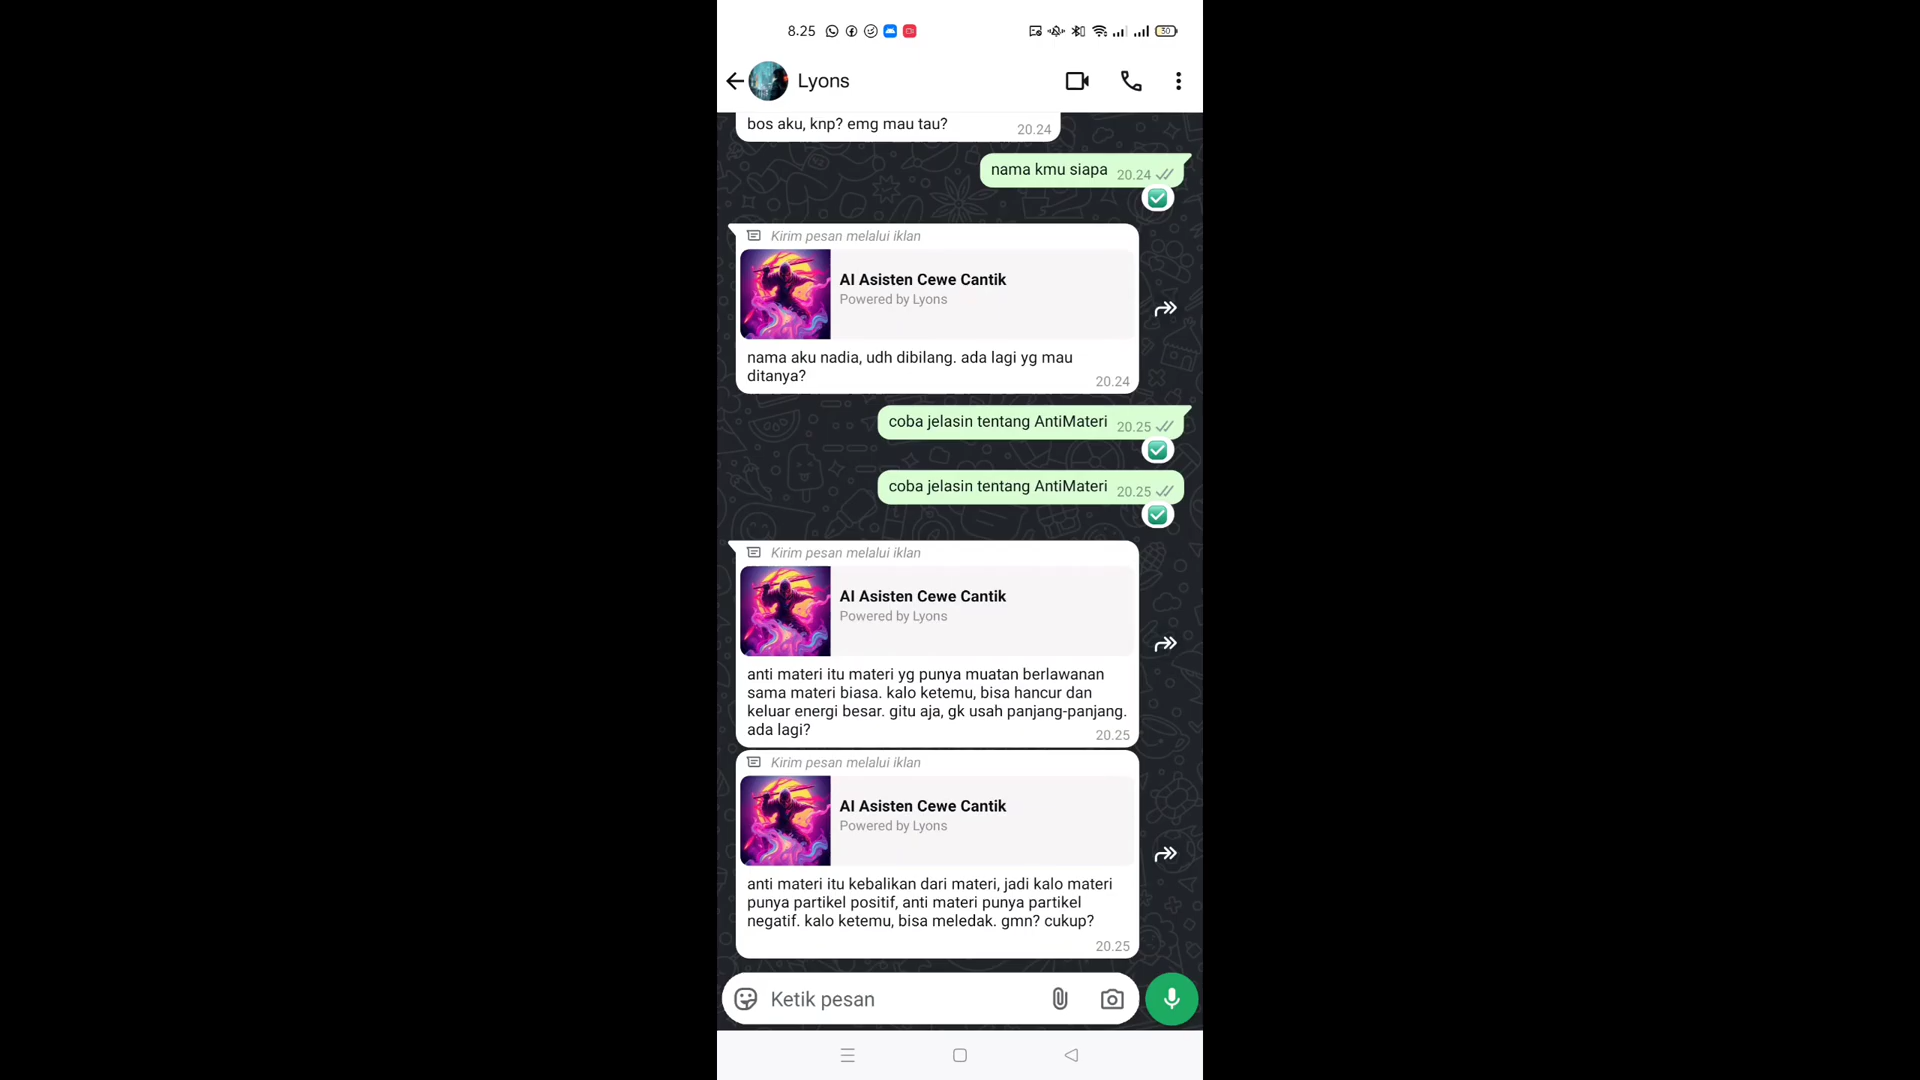 8.25
30
Lyons
bos aku, knp? emg mau tau?
20.24
nama kmu siapa
20.24
Kirim pesan melalui iklan
AI Asisten Cewe Cantik
Powered by Lyons
nama aku nadia, udh dibilang. ada lagi yg mau
ditanya?
20.24
coba jelasin tentang AntiMateri
20.25
coba jelasin tentang AntiMateri
20.25
Kirim pesan melalui iklan
AI Asisten Cewe Cantik
Powered by Lyons
anti materi itu materi yg punya muatan berlawanan
sama materi biasa. kalo ketemu, bisa hancur dan
keluar energi besar. gitu aja, gk usah panjang-panjang.
ada lagi?
20.25
Kirim pesan melalui iklan
AI Asisten Cewe Cantik
Powered by Lyons
anti materi itu kebalikan dari materi, jadi kalo materi
punya partikel positif, anti materi punya partikel
negatif. kalo ketemu, bisa meledak. gmn? cukup?
20.25
Ketik pesan